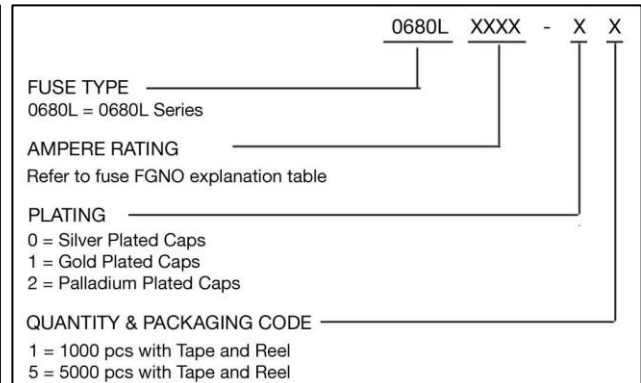 0680L XXXX - X X
FUSE TYPE
0680L = 0680L Series
AMPERE RATING
Refer to fuse FGNO explanation table
PLATING
0 = Silver Plated Caps
1 = Gold Plated Caps
2 = Palladium Plated Caps
QUANTITY & PACKAGING CODE
1 = 1000 pcs with Tape and Reel
5 = 5000 pcs with Tape and Reel